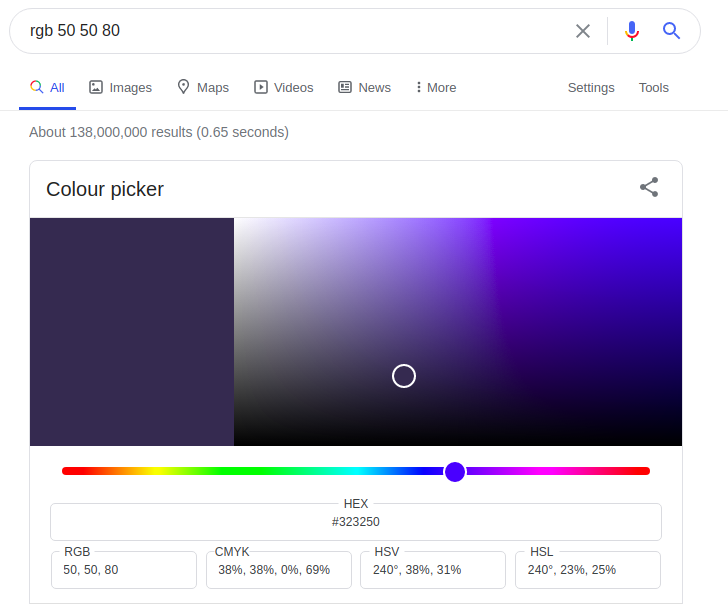 rgb 50 50 80
All Images Maps Videos News More Settings Tools
About 138,000,000 results (0.65 seconds)
Colour picker
HEX
#323250
RGB CMYK HSV HSL
50, 50, 80 38%, 38%, 0%, 69% 240°, 38%, 31% 240°, 23%, 25%